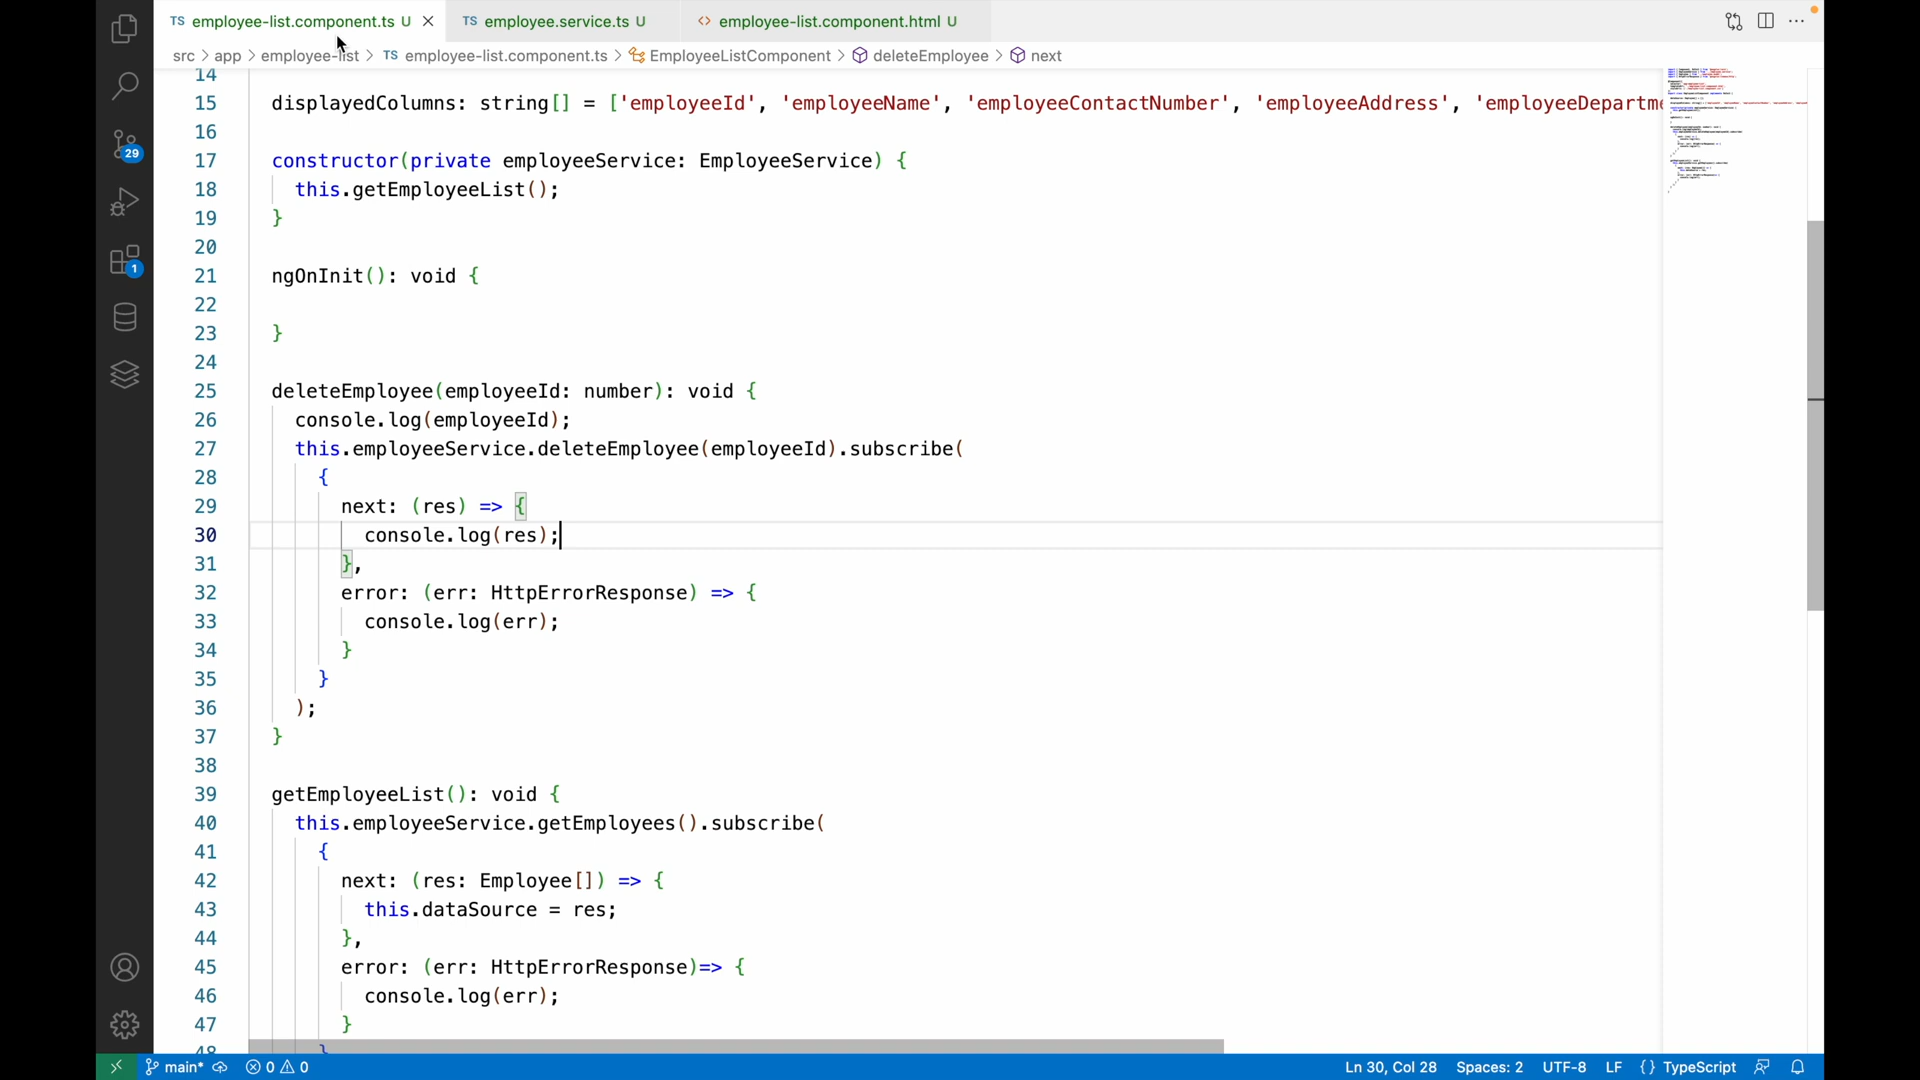 TS employee-list.component.ts U
TS employee.service.ts U
<> employee-list.component.html U
src > app > employee-list > TS employee-list.component.ts > EmployeeListComponent > deleteEmployee > next
14
15 displayedColumns: string[] = ['employeeId', 'employeeName', 'employeeContactNumber', 'employeeAddress', 'employeeDepartme
16
17 constructor(private employeeService: EmployeeService) {
18 this.getEmployeeList();
19 }
20
21 ngOnInit(): void {
22
23 }
24
25 deleteEmployee(employeeId: number): void {
26 console.log(employeeId);
27 this.employeeService.deleteEmployee(employeeId).subscribe(
28 {
29 next: (res) => {
30 console.log(res);
31 },
32 error: (err: HttpErrorResponse) => {
33 console.log(err);
34 }
35 }
36 );
37 }
38
39 getEmployeeList(): void {
40 this.employeeService.getEmployees().subscribe(
41 {
42 next: (res: Employee[]) => {
43 this.dataSource = res;
44 },
45 error: (err: HttpErrorResponse)=> {
46 console.log(err);
47 }
48 }
29
1
main* 0 0 Ln 30, Col 28 Spaces: 2 UTF-8 LF {} TypeScript